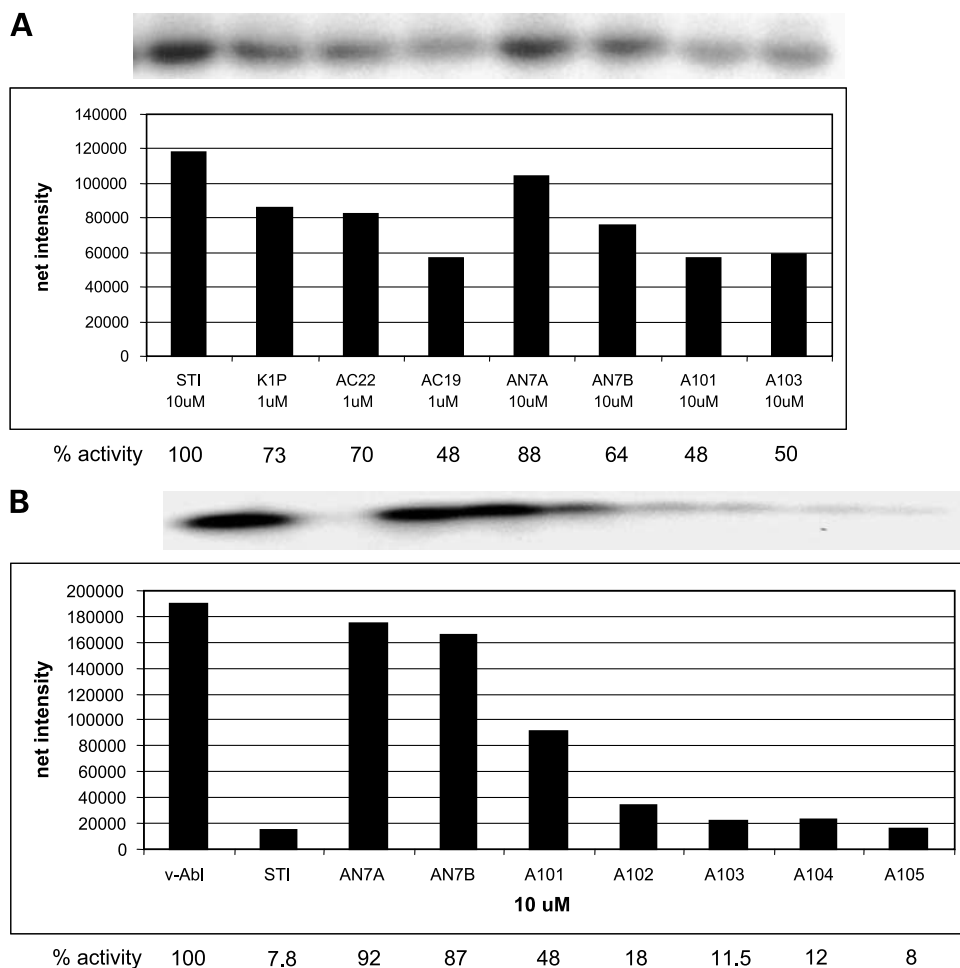 A
140000
120000
100000
80000
60000
40000
20000
0
net intensity
STI K1P AC22 AC19 AN7A AN7B A101 A103
10uM 1uM 1uM 1uM 10uM 10uM 10uM 10uM
% activity 100 73 70 48 88 64 48 50
B
200000
180000
160000
140000
120000
100000
80000
60000
40000
20000
0
net intensity
v-Abl STI AN7A AN7B A101 A102 A103 A104 A105
10 uM
% activity 100 7.8 92 87 48 18 11.5 12 8